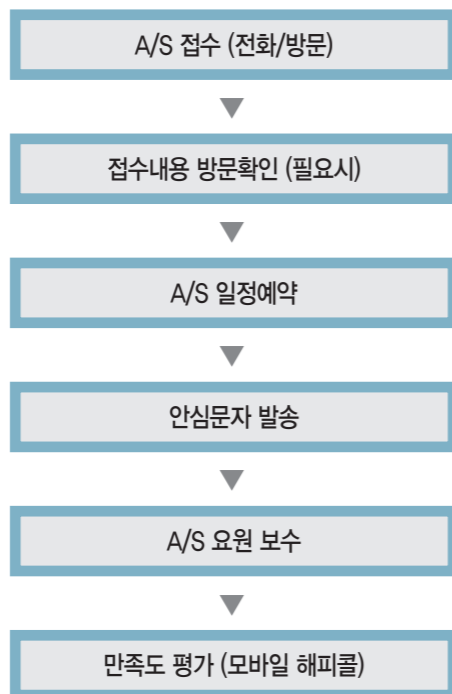 A/S 접수 (전화/방문)
접수내용 방문확인 (필요시)
A/S 일정예약
안심문자 발송
A/S 요원 보수
만족도 평가 (모바일 해피콜)